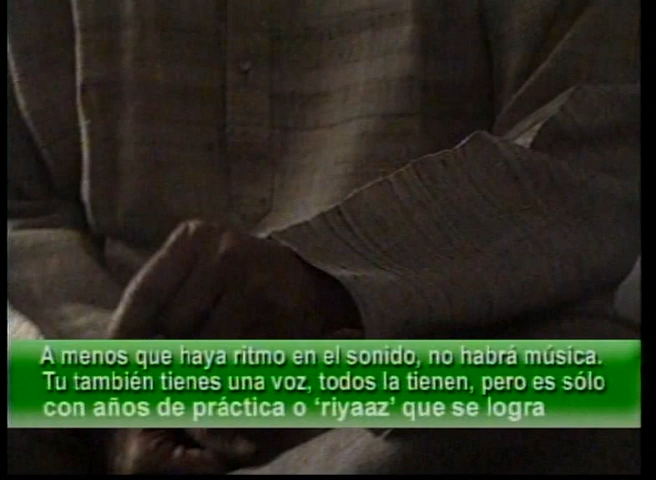 A menos que haya ritmo en el sonido, no habrá música.
Tu también tienes una voz, todos la tienen, pero es sólo
con años de práctica o ‘riyaaz’ que se logra